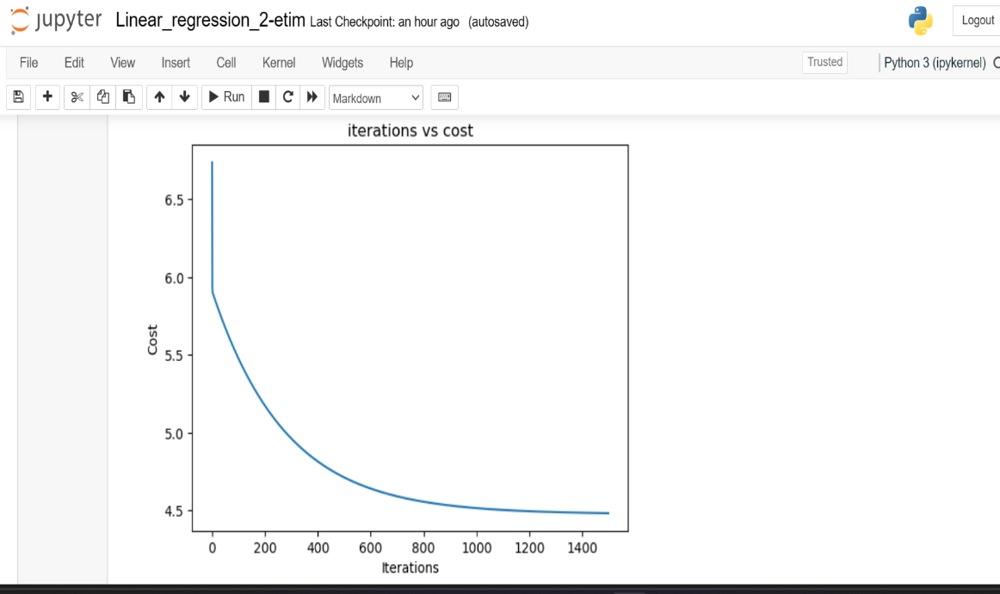 jupyter Linear_regression_2-etim Last Checkpoint: an hour ago (autosaved) Logout
File Edit View Insert Cell Kernel Widgets Help Trusted Python 3 (ipykernel)
Run Markdown
iterations vs cost
6.5
6.0
5.5
5.0
4.5
Cost
0 200 400 600 800 1000 1200 1400
Iterations